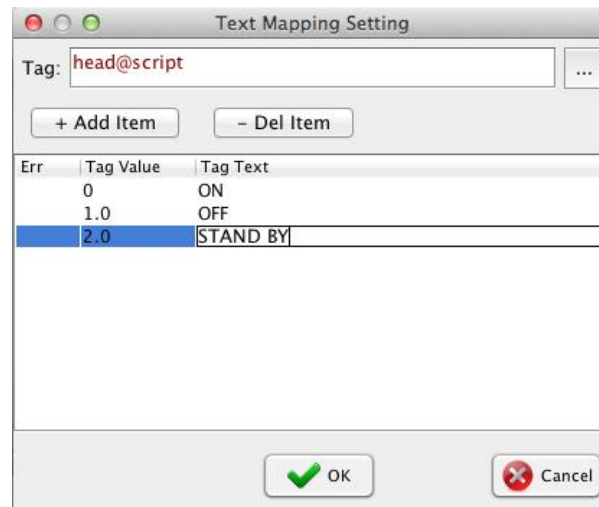 Text Mapping Setting
Tag: head@script ...
+ Add Item - Del Item
Err Tag Value Tag Text
0 ON
1.0 OFF
2.0 STAND BY
OK Cancel